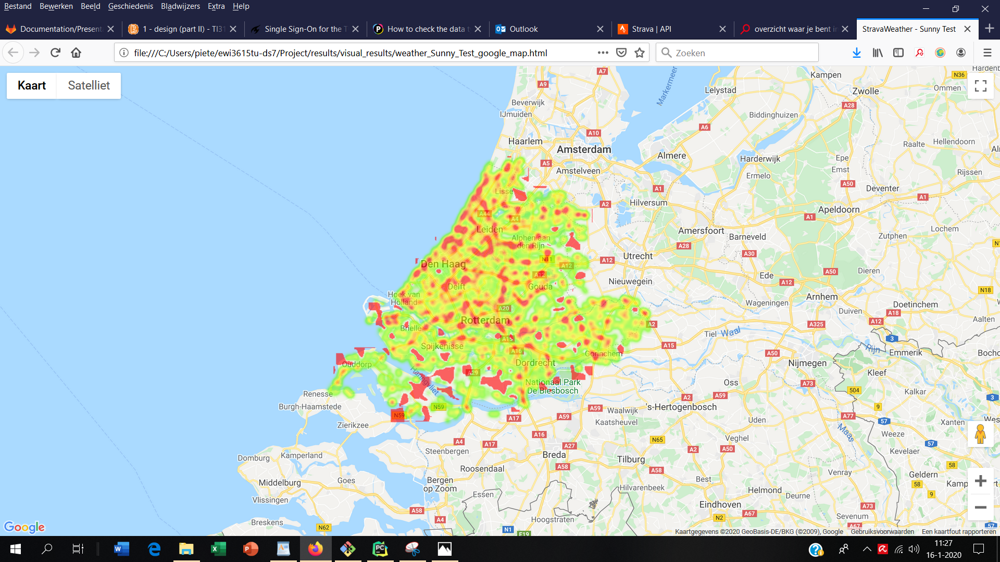 Bestand Bewerken Beeld Geschiedenis Bladwijzers Extra Help
Documentation/Present
1 - design (part II) - TI31
Single Sign-On for the T
How to check the data t
Outlook
Strava | API
overzicht waar je bent i
StravaWeather - Sunny Test
file:///C:/Users/piete/ewi3615tu-ds7/Project/results/visual_results/weather_Sunny_Test_google_map.html
Zoeken
Kaart Satelliet
A7
Markermeer
Kampen
N36
Hardenb
A9
Lelystad
Zwolle
Ommen
Beverwijk
A28
IJmuiden
Biddinghuizen
A6
A10
Haarlem
Amsterdam
Raalte
Hellendoorn
Al
Almere
Harderwijk
Epe
A5
Amstelveen
Emst
Ermelo
Rijssen
A50
Lisse
A1
Deventer
A1
A2
Hilversum
Apeldoorn
A44
A4
A1
Leiden
Amersfoort
Barneveld
Lochem
Alphen aan
den Rijn
A28
Zutphen
N1
A30
Utrecht
N11
A12
Den Haag
A12
A12
Ede
A50
Dieren
Delft
Gouda
Nieuwegein
A12
N18
Hoek van
Holland
Arnhem
Doetinchem
Wageningen
A20
Duiven
A18
Rotterdam
A12
Aalten
A2
A325
Brielle
Tiel
Waal
A15
3
Spijkenisse
A15
Rijn
A16
Gorinchem
A50
Emmerik
Bocho
Ouddorp
Dordrecht
Nijmegen
Haringvliet
A29
Kleef
Nationaal Park
De Biesbosch
Oss
A73
504
Kalkar
Renesse
A2
A59
3
Burgh-Haamstede
N59
A59
Waalwijk
's-Hertogenbosch
9
N59
A17
A59
A77
57
Wes
Kaatsheuvel
Uden
Xanten
Zierikzee
Maas
A16
Weeze
A4
A17
A27
N65
Veghel
57
Steenbergen
A2
A50
Kevelaer
Domburg
Kamperland
Breda
Tilburg
58
Roosendaal
A58
A58
Venray
Geldern
Goes
Bergen
op Zoom
Best
58
Kamp
Middelburg
Hilvarenbeek
Helmond
9
Essen
Deurne
Vlissingen
Eindhoven
A73
A58
A67
Breskens
A4
Hoogstraten
N2
Sevenum
N62
N1
E19
A67
57
Google
Kaartgegevens ©2020 GeoBasis-DE/BKG (©2009), Google Gebruiksvoorwaarden Een kaartfout rapporteren
11:27
16-1-2020